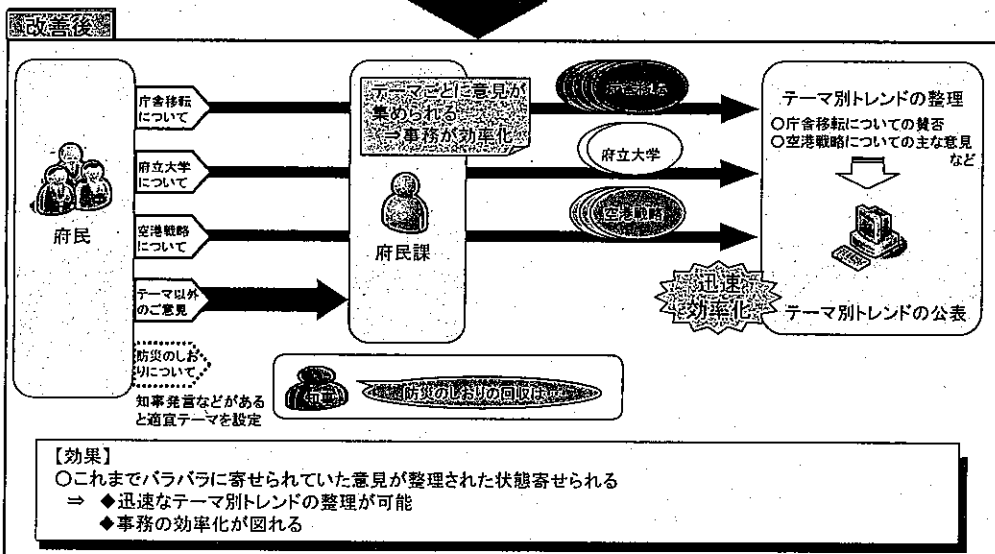 改善後
庁舎移転
について
府立大学
について
空港戦略
について
テーマ以外
のご意見
防災のしお
りについて
知事発言などがある
と適宜テーマを設定
府民
テーマごとに意見が
集められる
⇒事務が効率化
府民課
庁舎移転
府立大学
空港戦略
迅速
効率化
テーマ別トレンドの整理
○庁舎移転についての賛否
○空港戦略についての主な意見
など
テーマ別トレンドの公表
知事
防災のしおりの回収は
【効果】
○これまでバラバラに寄せられていた意見が整理された状態寄せられる
⇒ ◆迅速なテーマ別トレンドの整理が可能
◆事務の効率化が図れる